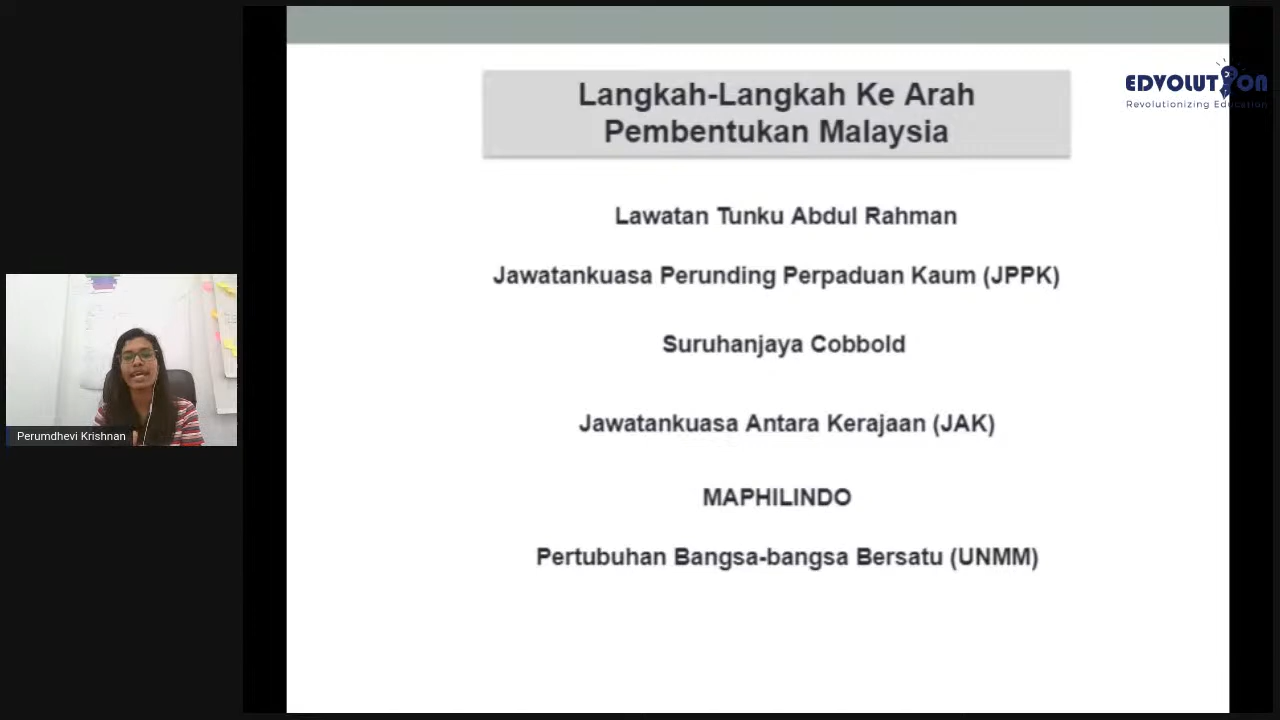 Langkah-Langkah Ke Arah
Pembentukan Malaysia
EDVOLUTION
Revolutionizing Education
Lawatan Tunku Abdul Rahman
Jawatankuasa Perunding Perpaduan Kaum (JPPK)
Suruhanjaya Cobbold
Jawatankuasa Antara Kerajaan (JAK)
MAPHILINDO
Pertubuhan Bangsa-bangsa Bersatu (UNMM)
Perumdhevi Krishnan